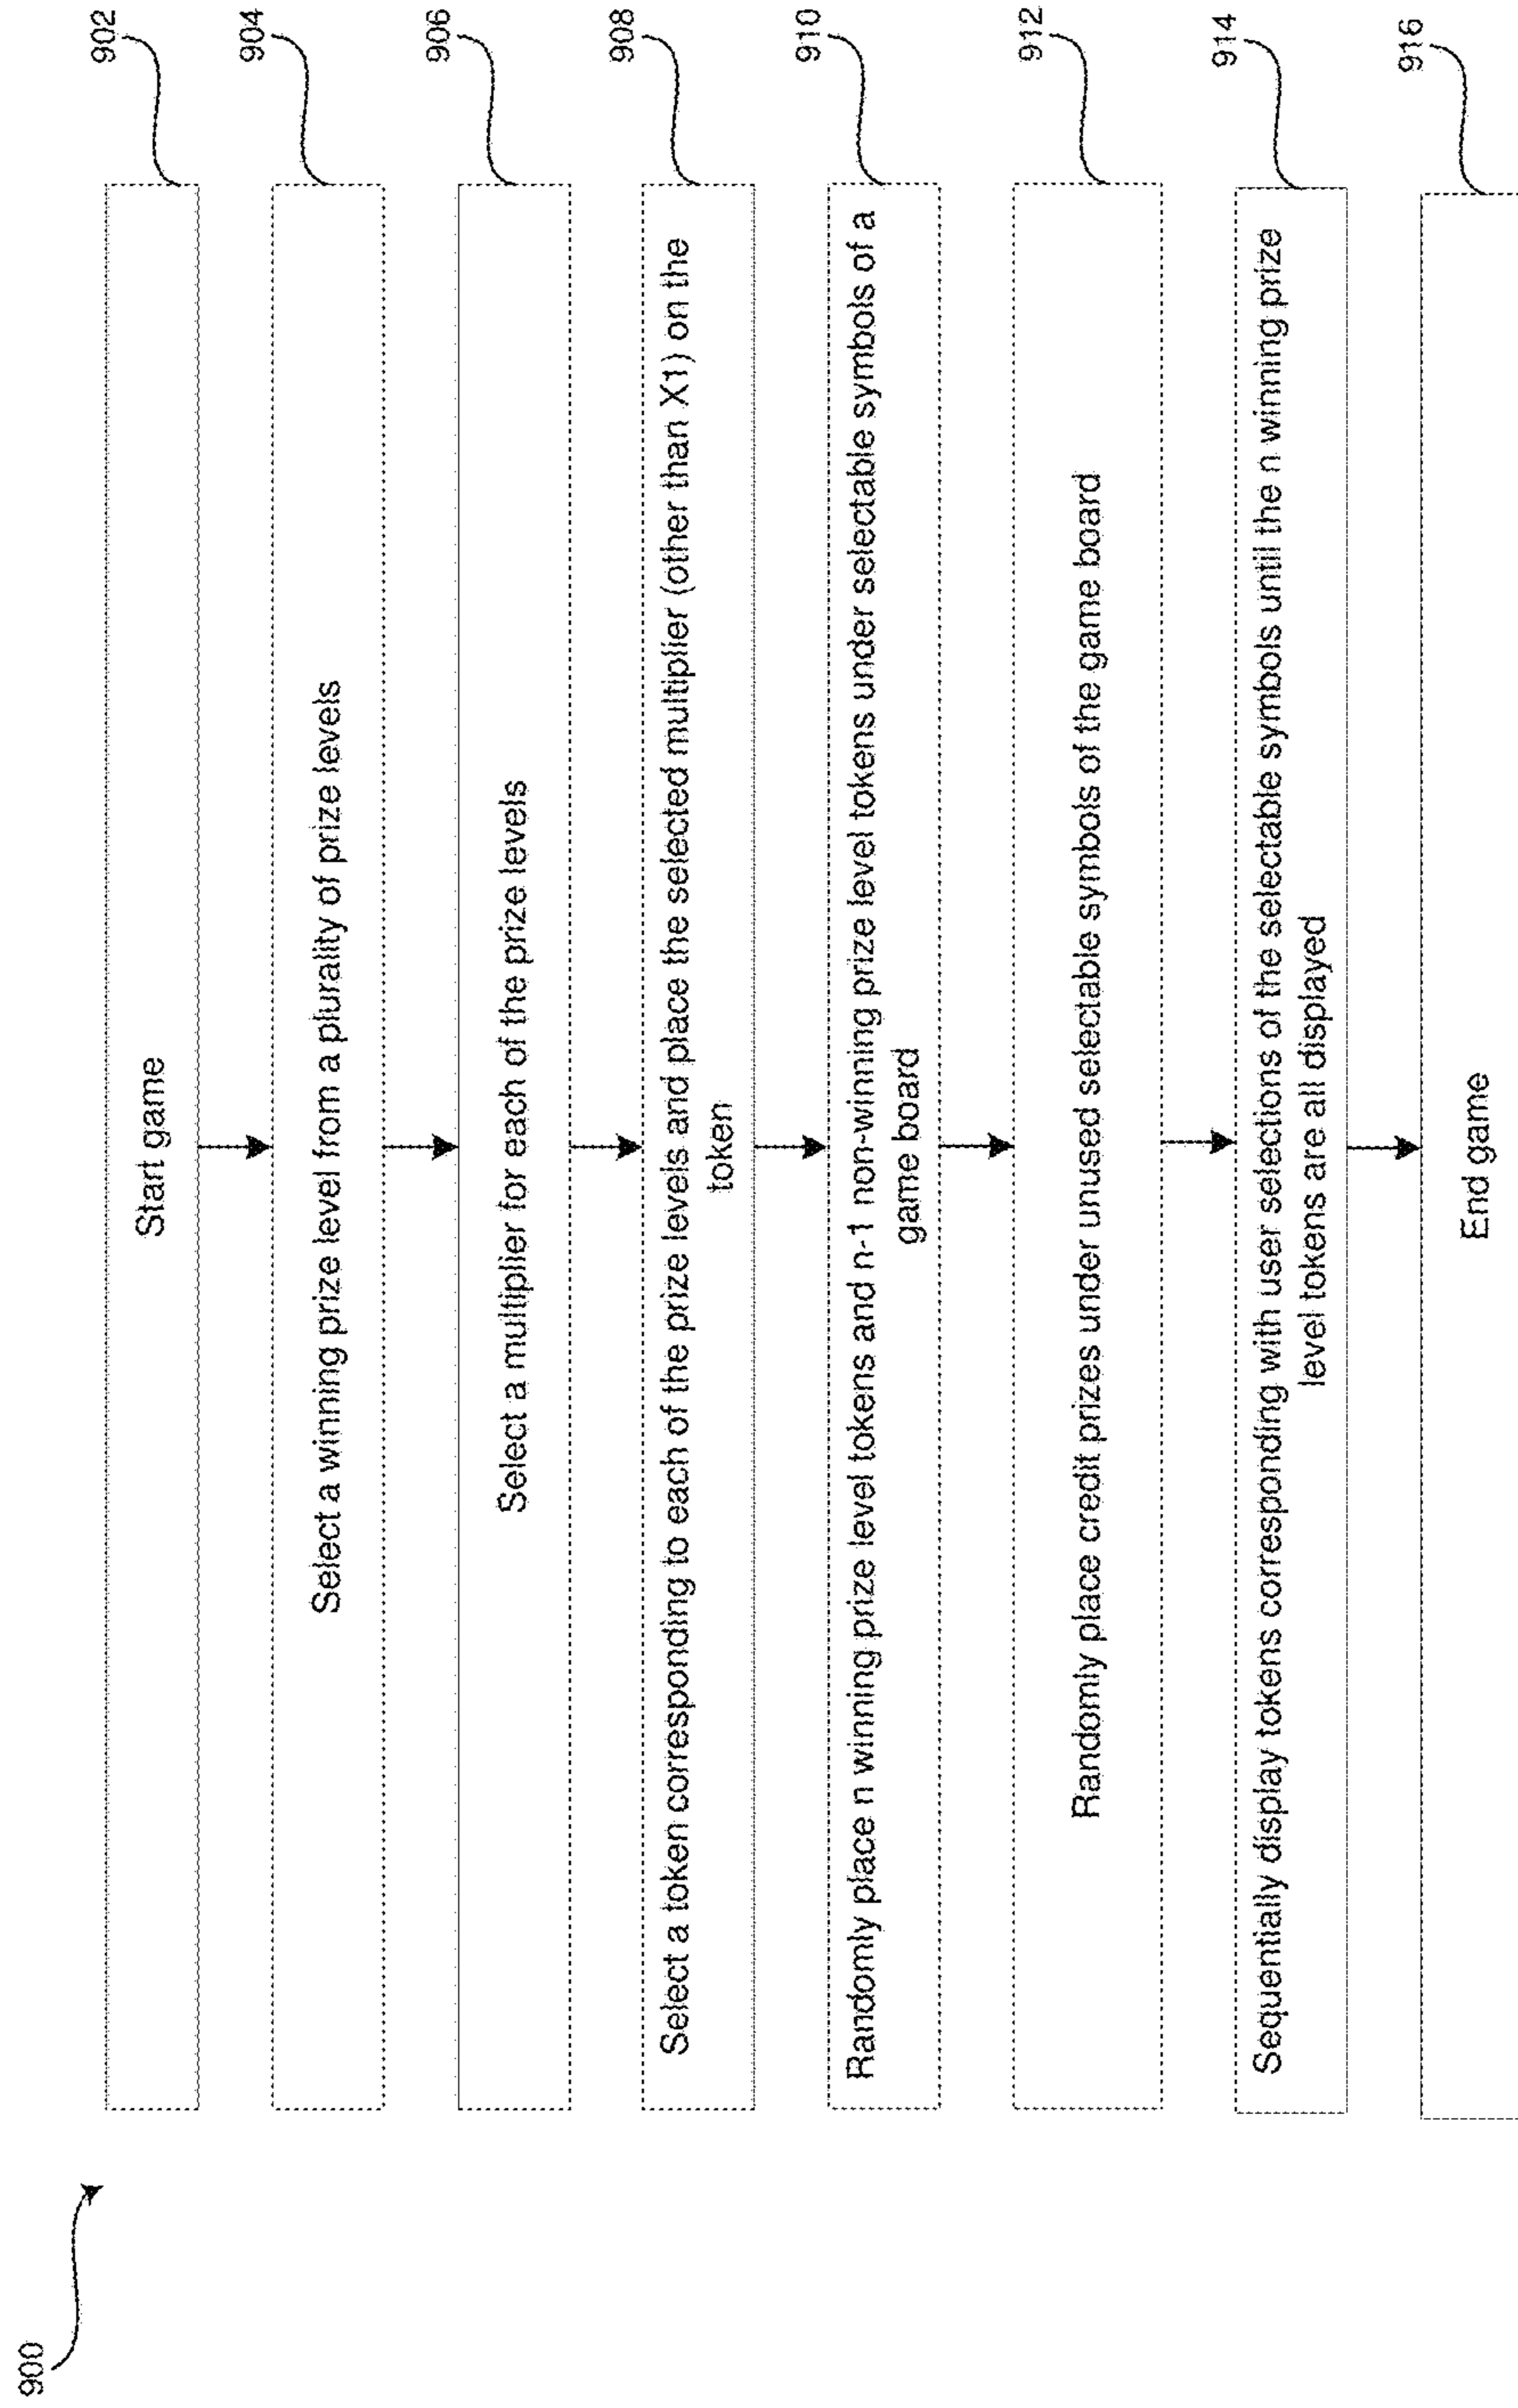 900
902
Start game
904
Select a winning prize level from a plurality of prize levels
906
Select a multiplier for each of the prize levels
908
Select a token corresponding to each of the prize levels and place the selected multiplier (other than X1) on the
token
910
Randomly place n winning prize level tokens and n-1 non-winning prize level tokens under selectable symbols of a
game board
912
Randomly place credit prizes under unused selectable symbols of the game board
914
Sequentially display tokens corresponding with user selections of the selectable symbols until the n winning prize
level tokens are all displayed
916
End game